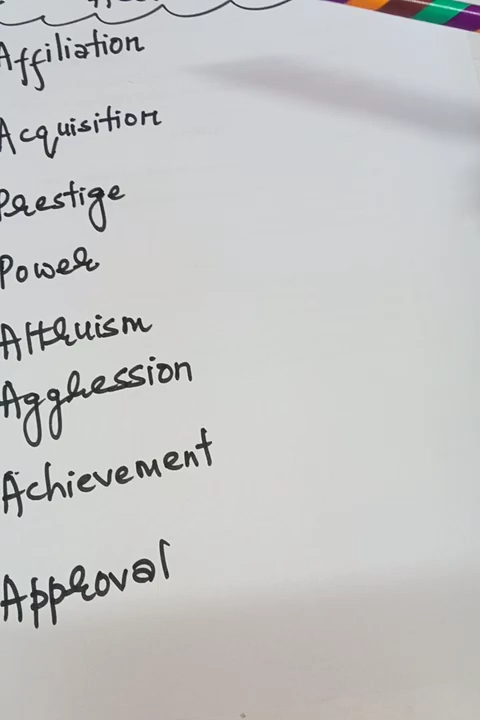 Affiliation
Acquisition
Prestige
Power
Altruism
Aggression
Achievement
Approval